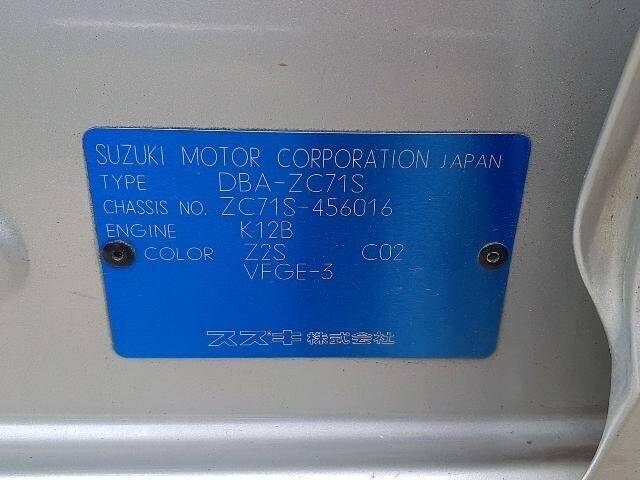 SUZUKI MOTOR CORPORATION JAPAN
TYPE DBA-ZC71S
CHASSIS NO. ZC71S-456016
ENGINE K12B
COLOR Z2S C02
VFGE-3
スズキ株式会社